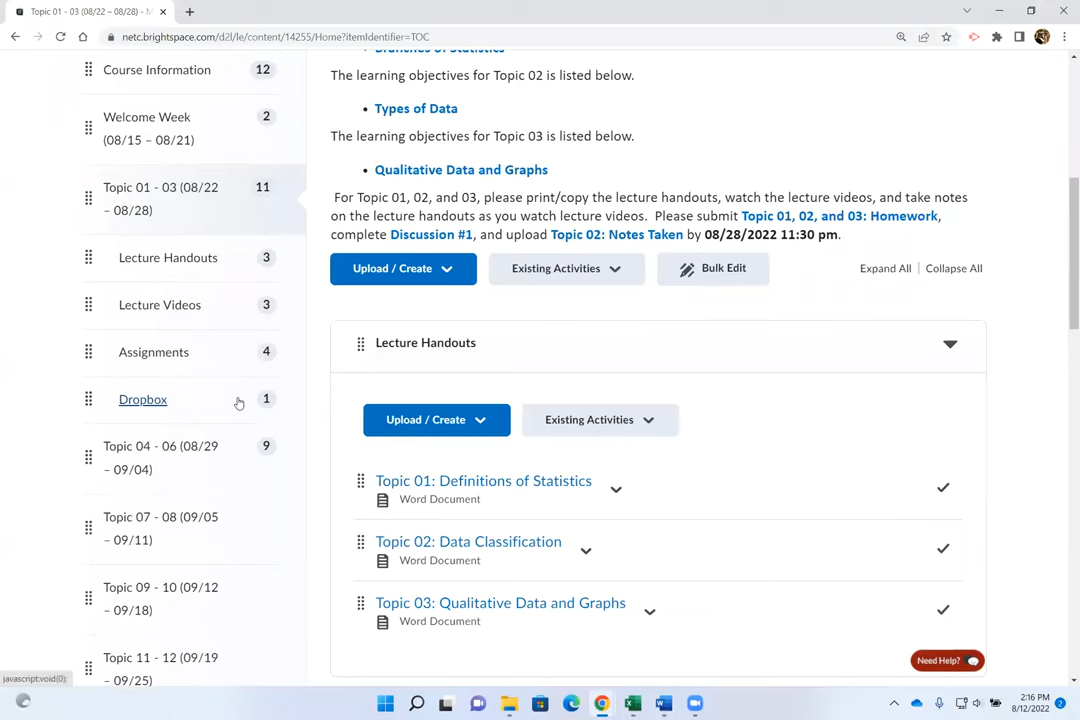 Topic 01 - 03 (08/22 – 08/28) - M
netc.brightspace.com/d2l/le/content/14255/Home?itemIdentifier=TOC
Course Information 12
Welcome Week 2
(08/15 – 08/21)
Topic 01 - 03 (08/22 11
– 08/28)
Lecture Handouts 3
Lecture Videos 3
Assignments 4
Dropbox 1
Topic 04 - 06 (08/29 9
– 09/04)
Topic 07 - 08 (09/05
– 09/11)
Topic 09 - 10 (09/12
– 09/18)
Topic 11 - 12 (09/19
– 09/25)
javascript:void(0);
Branches of Statistics
The learning objectives for Topic 02 is listed below.
• Types of Data
The learning objectives for Topic 03 is listed below.
• Qualitative Data and Graphs
For Topic 01, 02, and 03, please print/copy the lecture handouts, watch the lecture videos, and take notes
on the lecture handouts as you watch lecture videos. Please submit Topic 01, 02, and 03: Homework,
complete Discussion #1, and upload Topic 02: Notes Taken by 08/28/2022 11:30 pm.
Upload / Create Existing Activities Bulk Edit Expand All | Collapse All
Lecture Handouts
Upload / Create Existing Activities
Topic 01: Definitions of Statistics
Word Document
Topic 02: Data Classification
Word Document
Topic 03: Qualitative Data and Graphs
Word Document
Need Help?
2:16 PM
8/12/2022 2